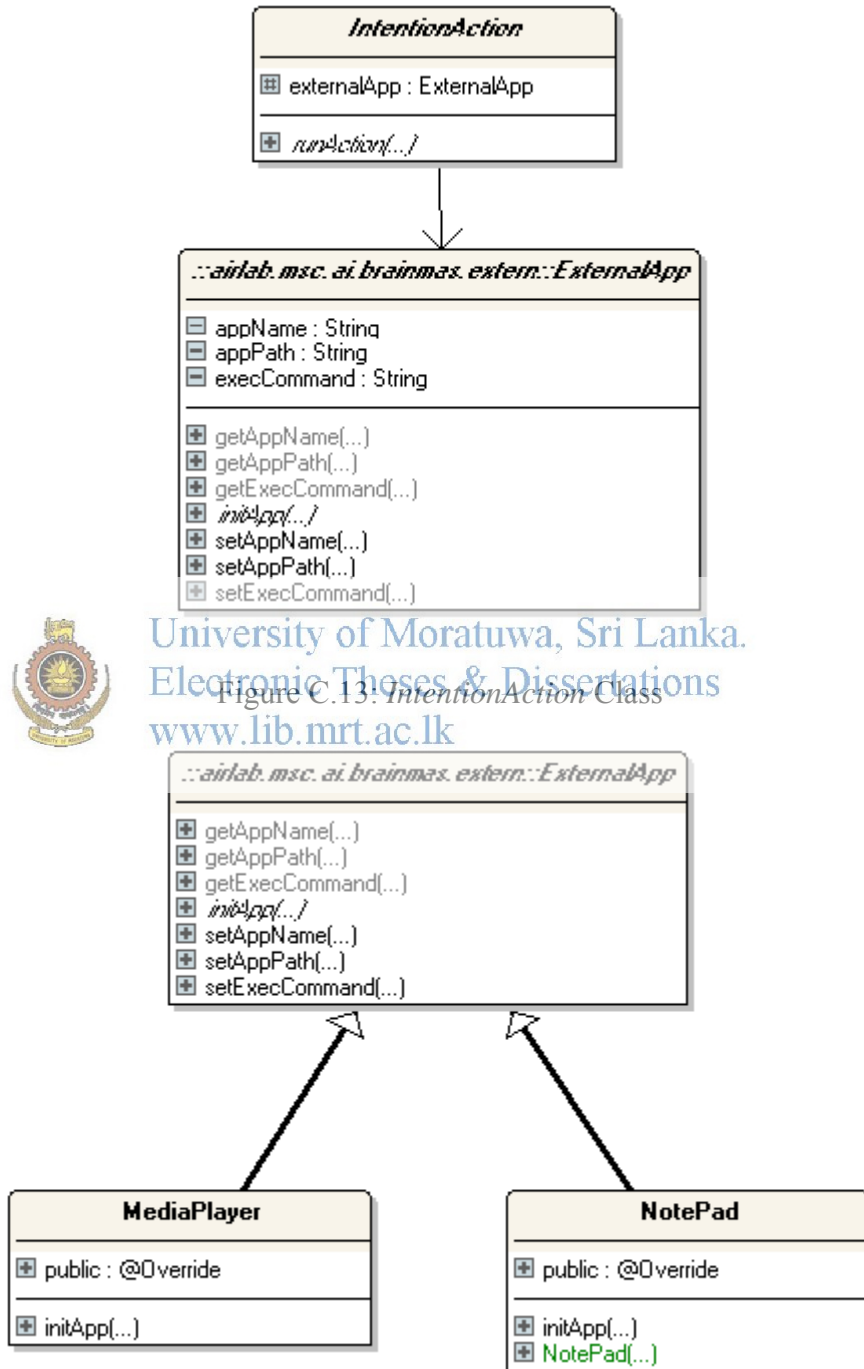 IntentionAction
externalApp : ExternalApp
runAction(...)
::airlab.msc.ai.brainmas.extern::ExternalApp
appName : String
appPath : String
execCommand : String
getAppName(...)
getAppPath(...)
getExecCommand(...)
initApp(...)
setAppName(...)
setAppPath(...)
setExecCommand(...)
University of Moratuwa, Sri Lanka.
Electronic Theses & Dissertations
Figure C.13: IntentionAction Class
www.lib.mrt.ac.lk
::airlab.msc.ai.brainmas.extern::ExternalApp
getAppName(...)
getAppPath(...)
getExecCommand(...)
initApp(...)
setAppName(...)
setAppPath(...)
setExecCommand(...)
MediaPlayer
public : @Override
initApp(...)
NotePad
public : @Override
initApp(...)
NotePad(...)